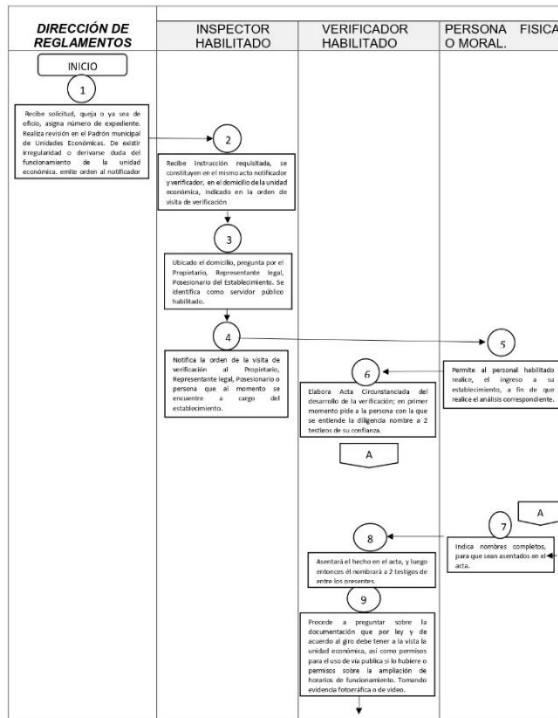 DIRECCIÓN DE
REGLAMENTOS
INSPECTOR
HABILITADO
VERIFICADOR
HABILITADO
PERSONA FISICA
O MORAL.
INICIO
1
Recibe solicitud, queja o ya sea de
oficio, asigna número de expediente.
Realiza revisión en el Padrón municipal
de Unidades Económicas. De existir
irregularidad o derivarse duda del
funcionamiento de la unidad
económica, emite orden al notificador
2
Recibe instrucción requisitada, se
constituyen en el mismo acto notificador
y verificador, en el domicilio de la unidad
económica, indicado en la orden de
visita de verificación
3
Ubicado el domicilio, pregunta por el
Propietario, Representante legal,
Posesionario del Establecimiento. Se
identifica como servidor público
habilitado.
4
Notifica la orden de la visita de
verificación al Propietario,
Representante legal, Posesionario o
persona que al momento se
encuentre a cargo del
establecimiento.
5
Permite al personal habilitado
realice, el ingreso a su
establecimiento, a fin de que
realice el análisis correspondiente.
6
Elabora Acta Circunstanciada del
desarrollo de la verificación; en primer
momento pide a la persona con la que
se entiende la diligencia nombre a 2
testigos de su confianza.
A
A
7
Indica nombres completos,
para que sean asentados en el
acta.
8
Asentará el hecho en el acta, y luego
entonces él nombrará a 2 testigos de
entre los presentes.
9
Precede a preguntar sobre la
documentación que por ley y de
acuerdo al giro debe tener a la vista la
unidad económica, así como permisos
para el uso de vía publica si lo hubiere o
permisos sobre la ampliación de
horarios de funcionamiento. Tomando
evidencia fotográfica o de video.